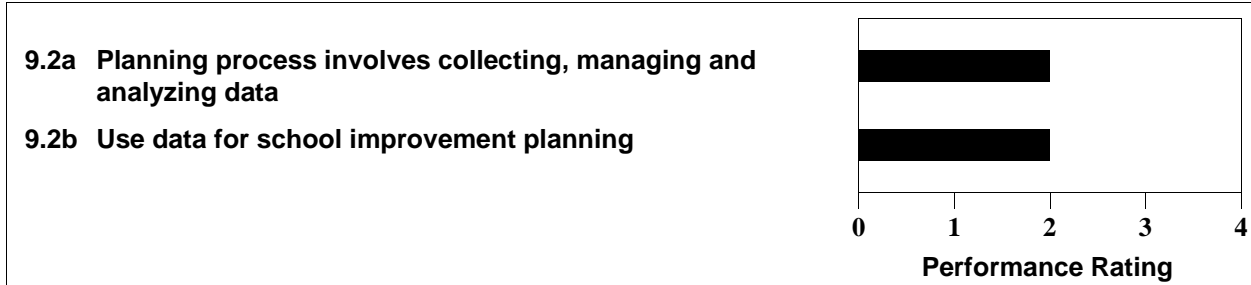 9.2a Planning process involves collecting, managing and
analyzing data
9.2b Use data for school improvement planning
0 1 2 3 4
Performance Rating